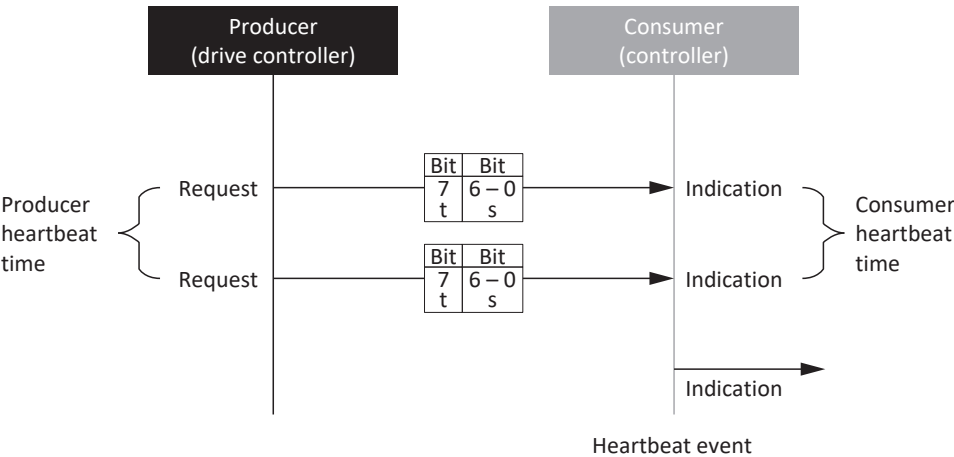 Producer
(drive controller)
Consumer
(controller)
Bit Bit
7 6 – 0
t s
Request
Indication
Producer
heartbeat
time
Consumer
heartbeat
time
Bit Bit
7 6 – 0
t s
Request
Indication
Indication
Heartbeat event